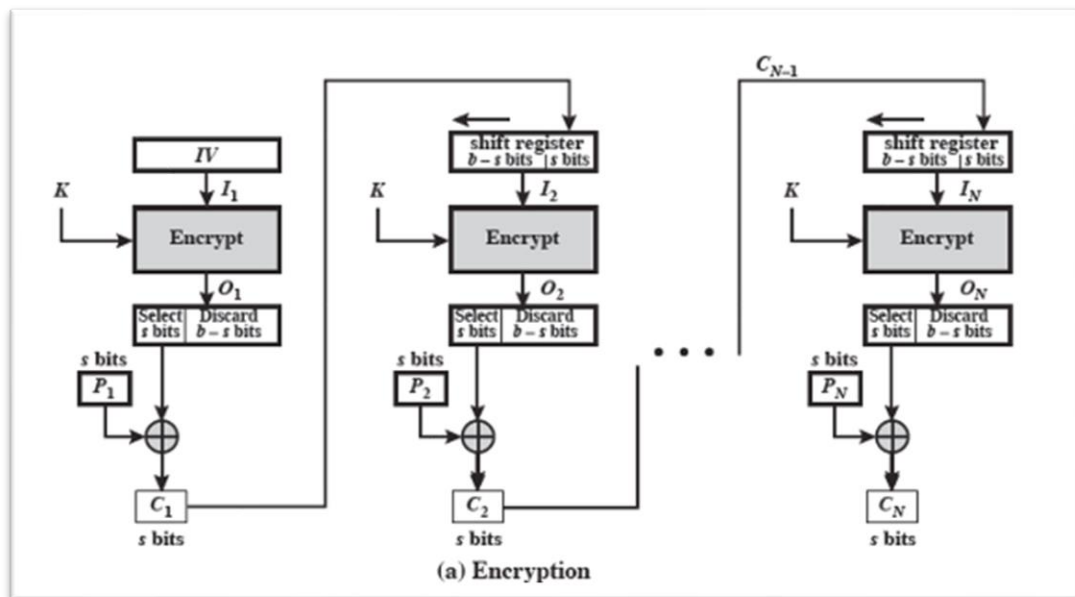 C_{N-1}
IV
shift register
b – s bits | s bits
shift register
b – s bits | s bits
K
I_1
K
I_2
K
I_N
Encrypt
Encrypt
Encrypt
O_1
O_2
O_N
Select
s bits
Discard
b – s bits
Select
s bits
Discard
b – s bits
Select
s bits
Discard
b – s bits
s bits
s bits
s bits
P_1
P_2
• • •
P_N
C_1
C_2
C_N
s bits
s bits
s bits
(a) Encryption